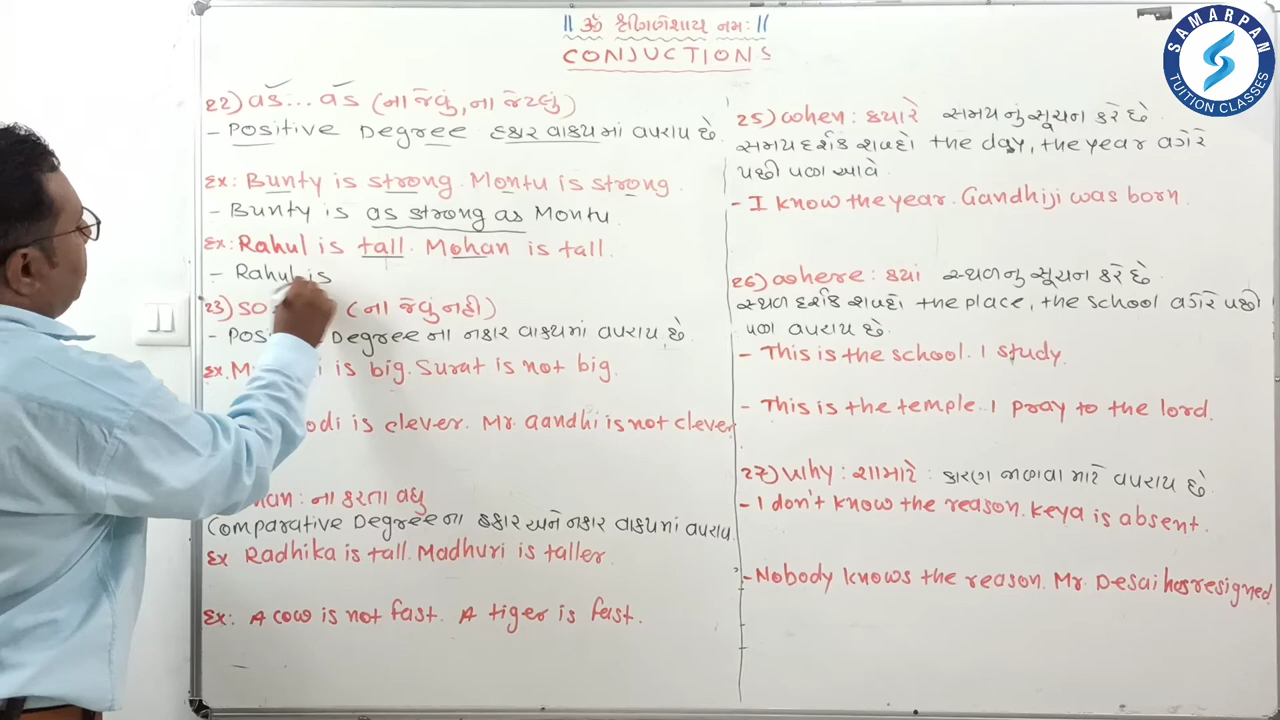 || ૐ શ્રી ગણેશાય નમઃ ||
CONJUCTIONS
SAMARPAN
TUITION CLASSES
૨૨) as... as (ના જેવું, ના જેટલું)
- Positive Degree હકાર વાક્યમાં વપરાય છે.
Ex: Bunty is strong. Montu is strong.
- Bunty is as strong as Montu.
Ex: Rahul is tall. Mohan is tall.
- Rahul is
૨૩) so (ના જેવું નહી)
- Degree ના નકાર વાક્યમાં વપરાય છે.
Ex. is big. Surat is not big.
is clever. Mr. Gandhi is not clever
: ના કરતા વધુ
Comparative Degree ના હકાર અને નકાર વાક્યમાં વપરાય.
Ex Radhika is tall. Madhuri is taller.
Ex: A cow is not fast. A tiger is fast.
૨૫) when: ક્યારે સમય નું સૂચન કરે છે.
સમય દર્શક શબ્દો the day, the year વગેરે
પછી પણ આવે.
- I know the year. Gandhiji was born.
૨૬) where: ક્યાં સ્થળ નું સૂચન કરે છે
સ્થળ દર્શક શબ્દો the place, the school વગેરે પછી
પણ વપરાય છે.
- This is the school. I study.
- This is the temple. I pray to the lord.
૨૭) why: શા માટે: કારણ જાણવા માટે વપરાય છે
- I don't know the reason. Keya is absent.
- Nobody knows the reason. Mr. Desai has resigned.